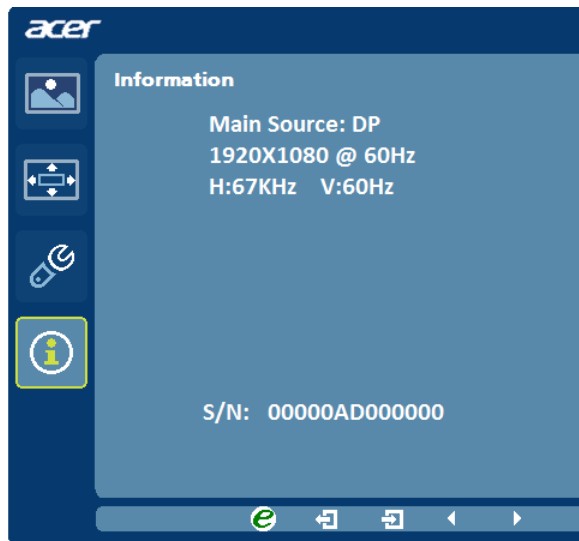 acer
Information
Main Source: DP
1920X1080 @ 60Hz
H:67KHz V:60Hz
S/N: 00000AD000000
e